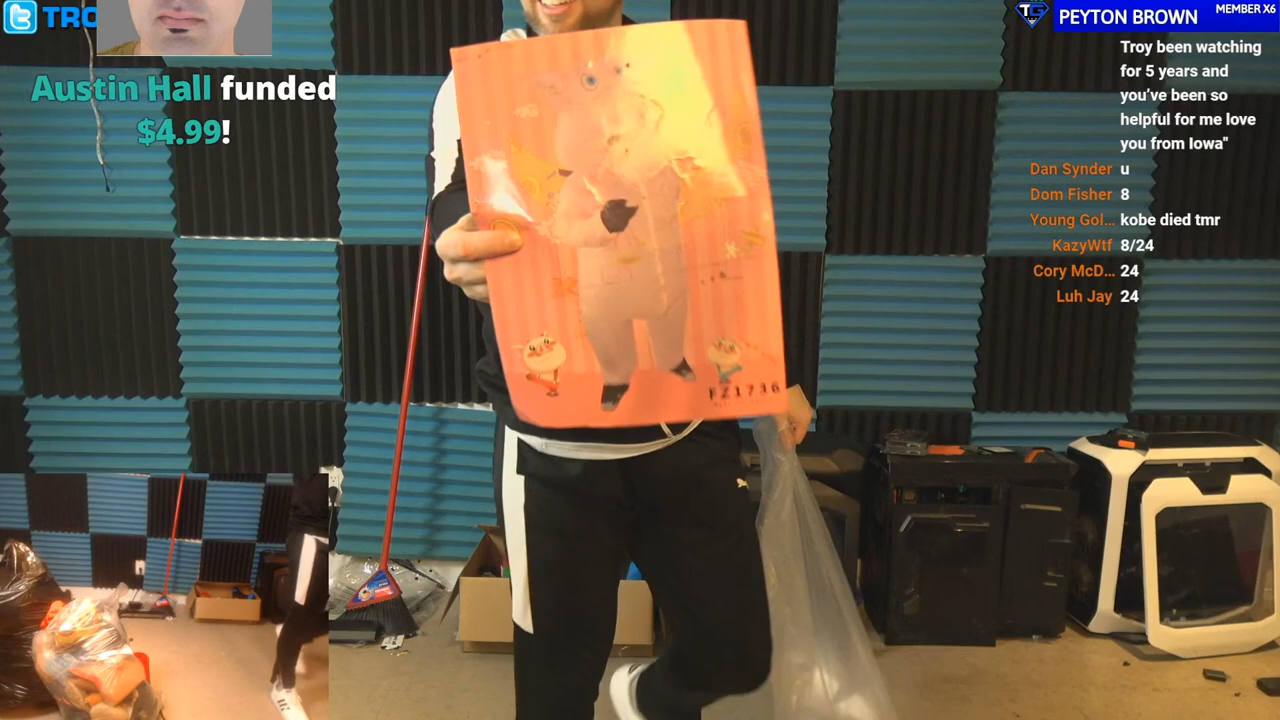 TRO
Austin Hall funded
$4.99!
TG
PEYTON BROWN MEMBER X6
Troy been watching
for 5 years and
you've been so
helpful for me love
you from Iowa"
Dan Synder u
Dom Fisher 8
Young Gol... kobe died tmr
KazyWtf 8/24
Cory McD... 24
Luh Jay 24
FZ1736